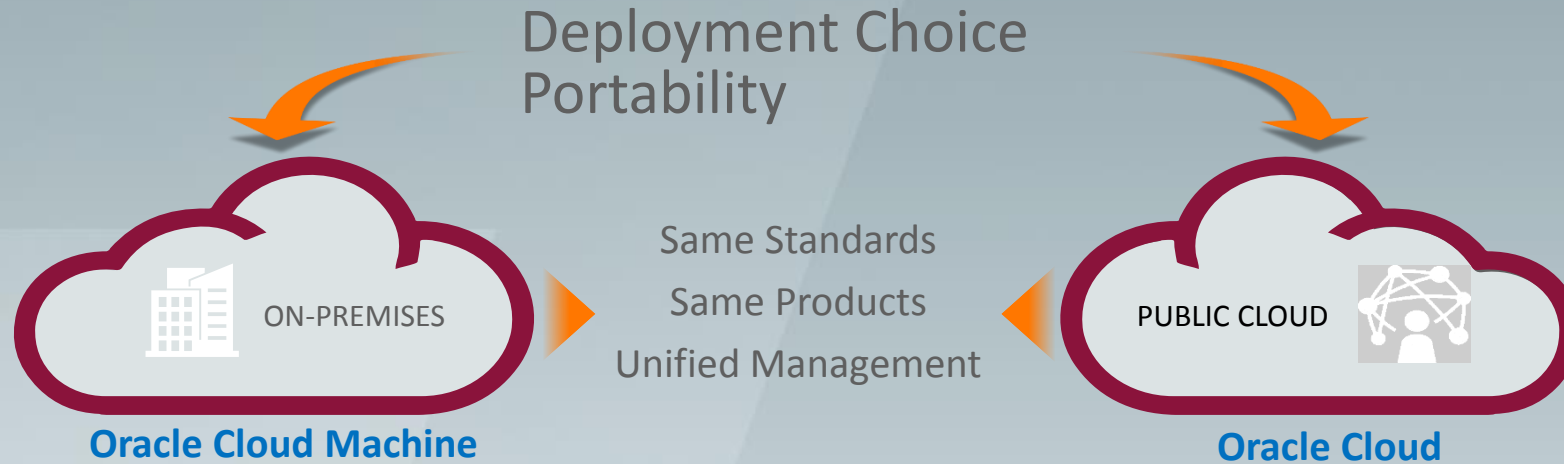 Deployment Choice
Portability
Same Standards
Same Products
Unified Management
ON-PREMISES
PUBLIC CLOUD
Oracle Cloud Machine
Oracle Cloud